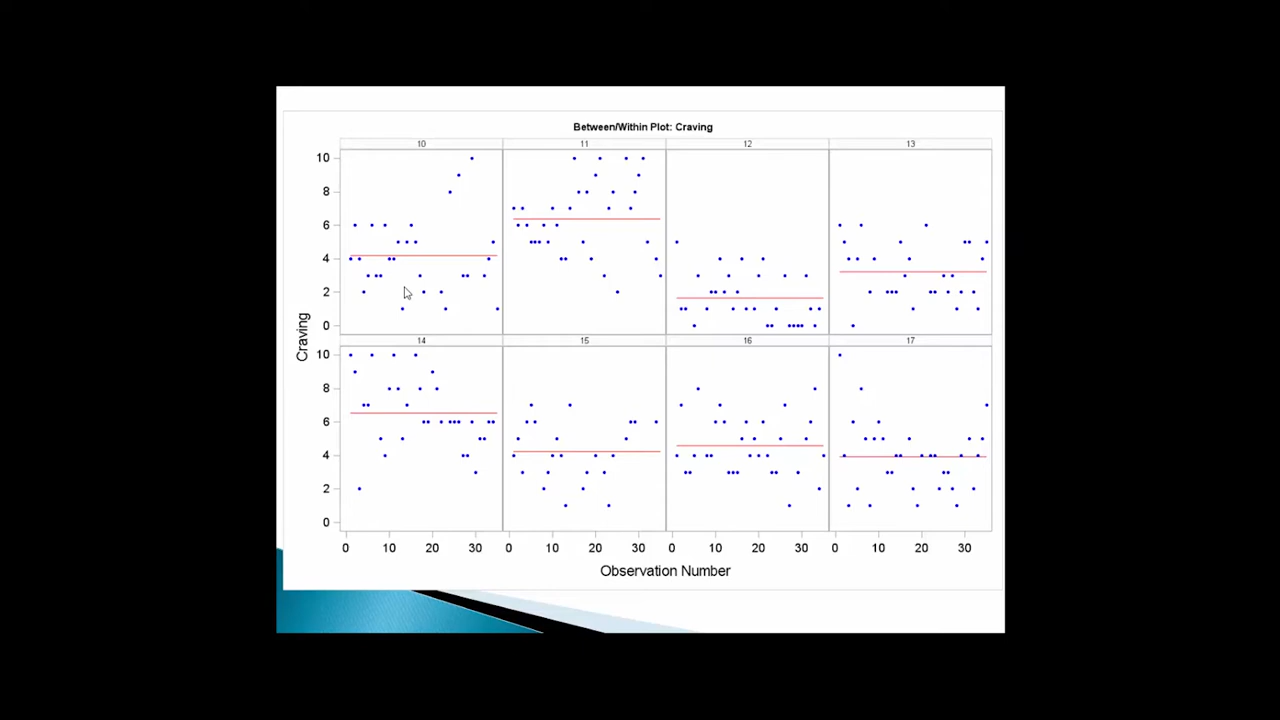 Between/Within Plot: Craving
10 11 12 13
10
8
6
4
2
0
Craving
14 15 16 17
10
8
6
4
2
0
0 10 20 30 0 10 20 30 0 10 20 30 0 10 20 30
Observation Number